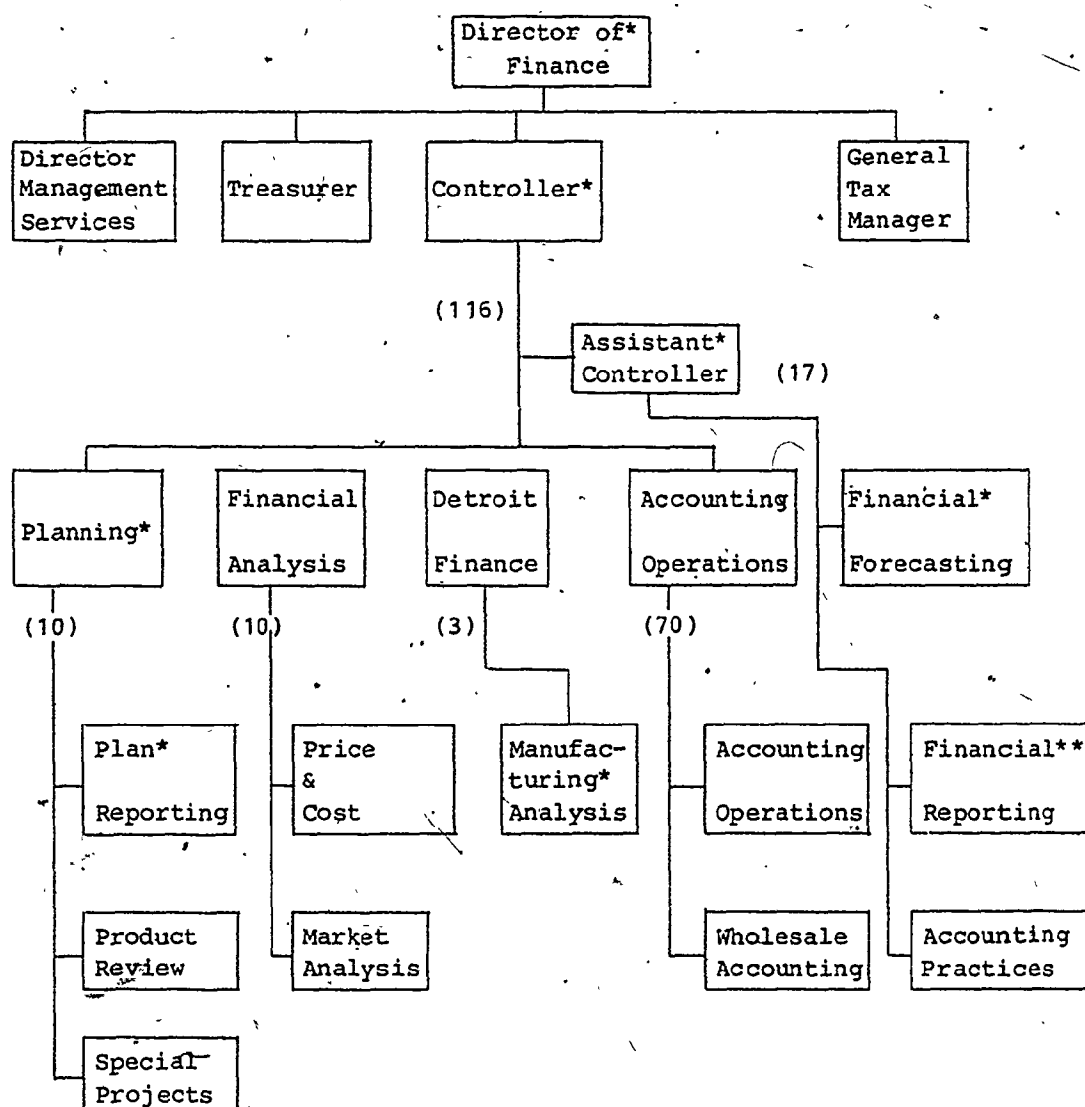 Director of*
Finance
Director
Management
Services
Treasurer
Controller*
General
Tax
Manager
(116)
Assistant*
Controller
(17)
Planning*
Financial
Analysis
Detroit
Finance
Accounting
Operations
Financial*
Forecasting
(10)
(10)
(3)
(70)
Plan*
Reporting
Price
&
Cost
Manufac-
turing*
Analysis
Accounting
Operations
Financial**
Reporting
Product
Review
Market
Analysis
Wholesale
Accounting
Accounting
Practices
Special
Projects